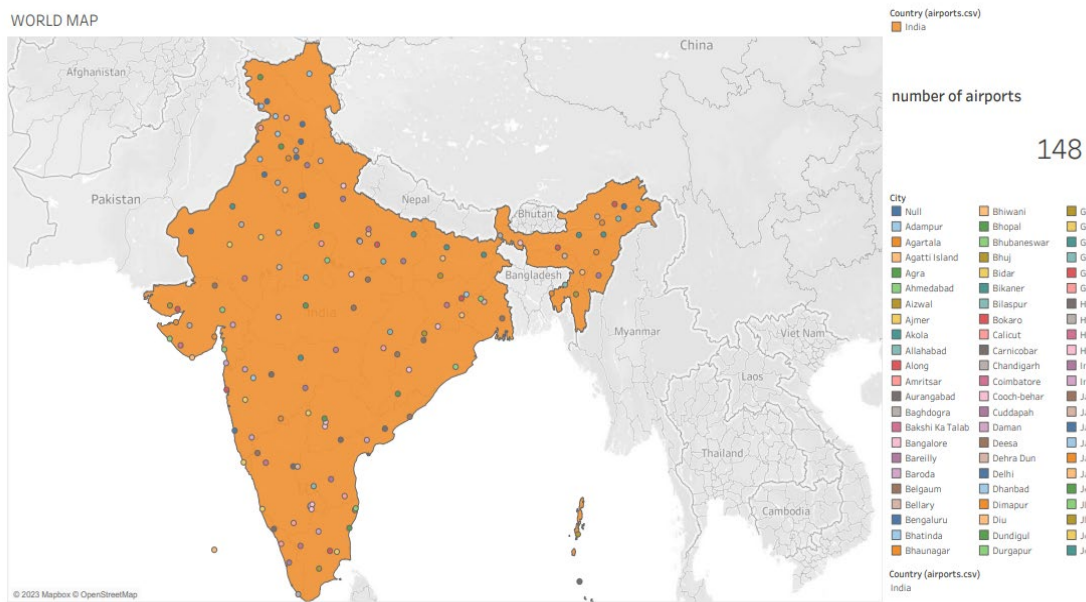 WORLD MAP
China
Afghanistan
Pakistan
Nepal
Bhutan
Bangladesh
India
Myanmar
Viet Nam
Laos
Thailand
Cambodia
© 2023 Mapbox © OpenStreetMap
Country (airports.csv)
India
number of airports
148
City
Null
Adampur
Agartala
Agatti Island
Agra
Ahmedabad
Aizwal
Ajmer
Akola
Allahabad
Along
Amritsar
Aurangabad
Baghdogra
Bakshi Ka Talab
Bangalore
Bareilly
Baroda
Belgaum
Bellary
Bengaluru
Bhatinda
Bhaunagar
Bhiwani
Bhopal
Bhubaneswar
Bhuj
Bidar
Bikaner
Bilaspur
Bokaro
Calicut
Carnicobar
Chandigarh
Coimbatore
Cooch-behar
Cuddapah
Daman
Deesa
Dehra Dun
Delhi
Dhanbad
Dimapur
Diu
Dundigul
Durgapur
Country (airports.csv)
India